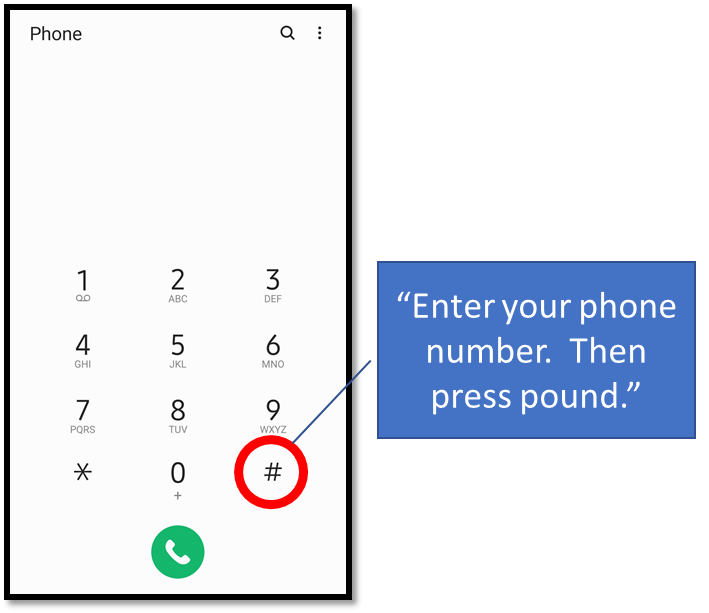 Phone
1 2 3
ABC DEF
4 5 6
GHI JKL MNO
7 8 9
PQRS TUV WXYZ
* 0 #
+
“Enter your phone
number.  Then
press pound.”